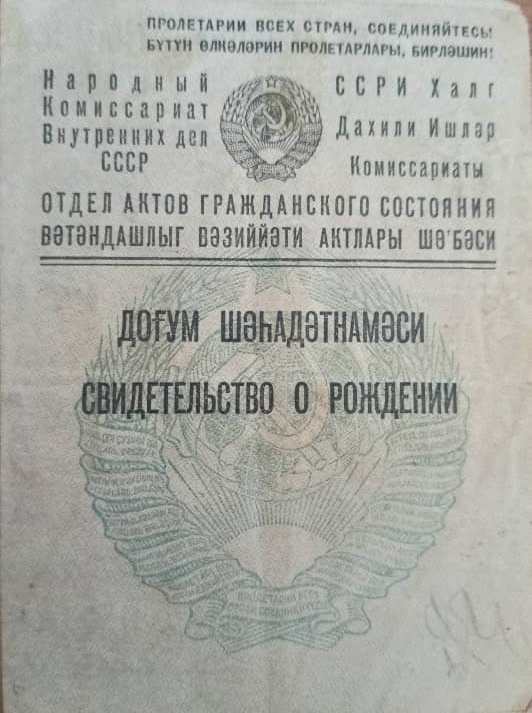 ПРОЛЕТАРИИ ВСЕХ СТРАН, СОЕДИНЯЙТЕСЬ!
БҮТҮН ӨЛКӘЛӘРИН ПРОЛЕТАРЛАРЫ, БИРЛӘШИН!
Народный
Комиссариат
Внутренних дел
СССР
ССРИ Халг
Дахили Ишләр
Комиссариаты
ОТДЕЛ АКТОВ ГРАЖДАНСКОГО СОСТОЯНИЯ
ВӘТӘНДАШЛЫГ ВӘЗИЙЙӘТИ АКТЛАРЫ ШӘ'БӘСИ
ДОҒУМ ШӘҺАДӘТНАМӘСИ
СВИДЕТЕЛЬСТВО О РОЖДЕНИИ